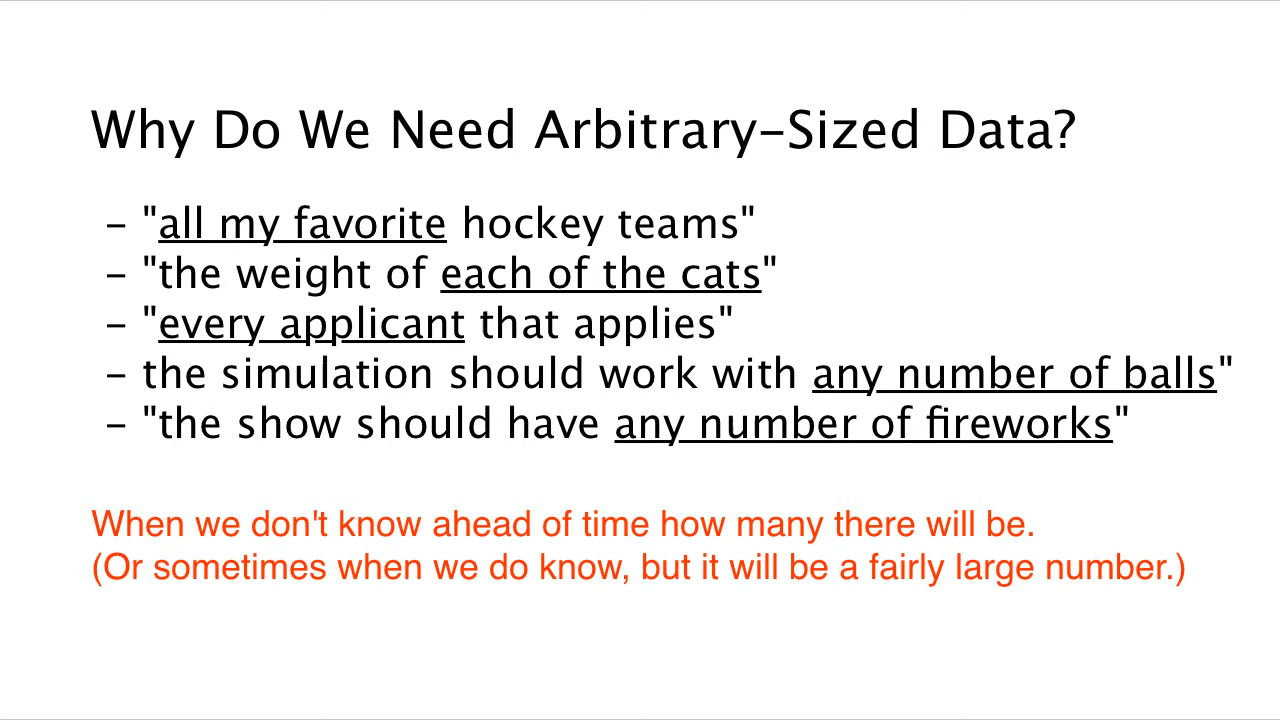 Why Do We Need Arbitrary-Sized Data?
- "all my favorite hockey teams"
- "the weight of each of the cats"
- "every applicant that applies"
- the simulation should work with any number of balls"
- "the show should have any number of fireworks"
When we don't know ahead of time how many there will be.
(Or sometimes when we do know, but it will be a fairly large number.)